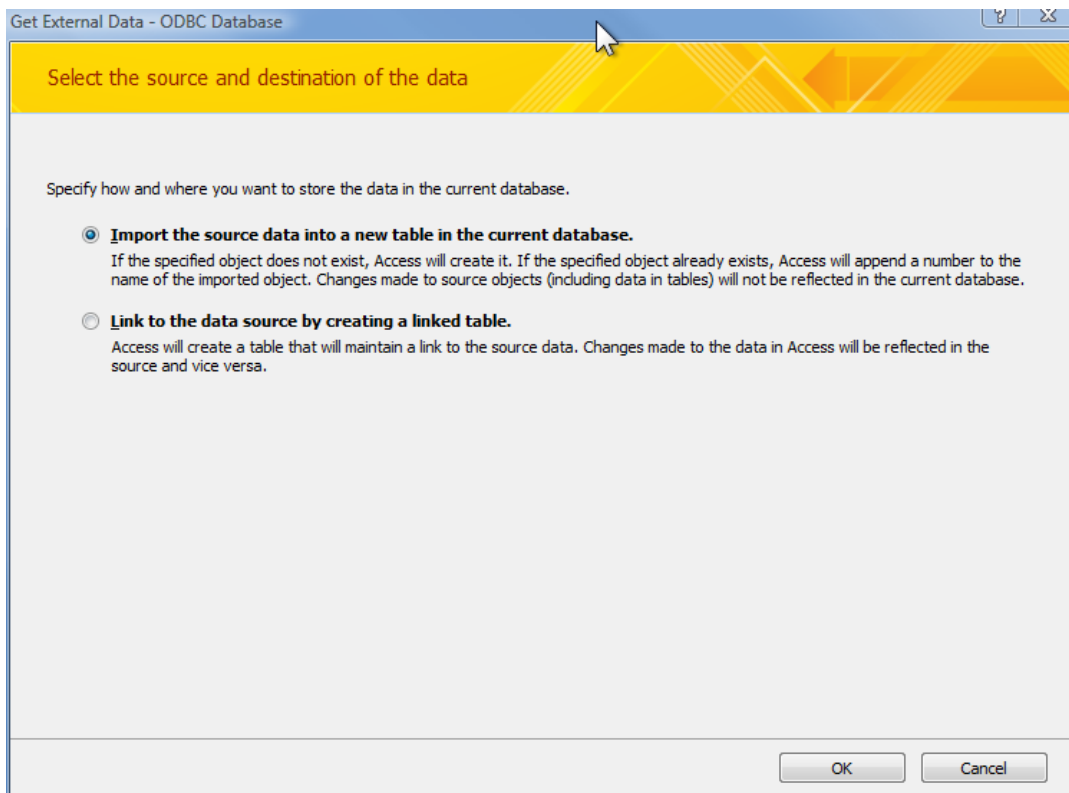 Get External Data - ODBC Database
Select the source and destination of the data
Specify how and where you want to store the data in the current database.
Import the source data into a new table in the current database.
If the specified object does not exist, Access will create it. If the specified object already exists, Access will append a number to the
name of the imported object. Changes made to source objects (including data in tables) will not be reflected in the current database.
Link to the data source by creating a linked table.
Access will create a table that will maintain a link to the source data. Changes made to the data in Access will be reflected in the
source and vice versa.
OK Cancel